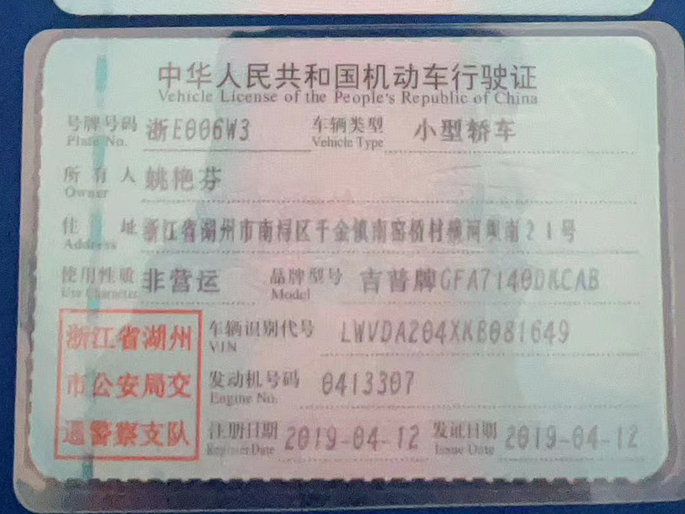 中华人民共和国机动车行驶证
Vehicle License of the People's Republic of China
号牌号码 浙E006W3 车辆类型 小型轿车
Plate No. Vehicle Type
所有人 姚艳芬
Owner
住址 浙江省湖州市南浔区千金镇南窑桥村 河坝南21号
Address
使用性质 非营运 品牌型号 吉普牌GFA7140DKCAB
Use Character Model
浙江省湖州 车辆识别代号 LWVDA204XKB081649
VIN
市公安局交 发动机号码 0413307
Engine No.
通警察支队 注册日期 2019-04-12 发证日期 2019-04-12
Register Date Issue Date